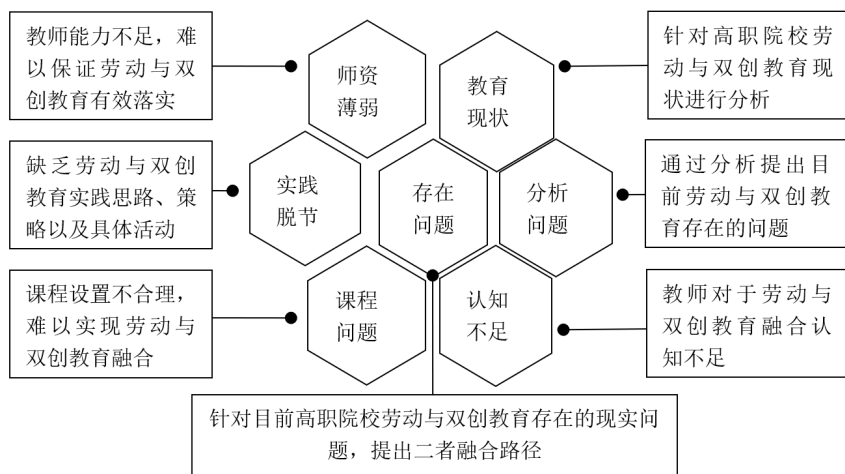 教师能力不足，难
以保证劳动与双
创教育有效落实
师资
薄弱
教育
现状
针对高职院校劳
动与双创教育现
状进行分析
缺乏劳动与双创
教育实践思路、策
略以及具体活动
实践
脱节
存在
问题
分析
问题
通过分析提出目
前劳动与双创教
育存在的问题
课程设置不合理，
难以实现劳动与
双创教育融合
课程
问题
认知
不足
教师对于劳动与
双创教育融合认
知不足
针对目前高职院校劳动与双创教育存在的现实问
题，提出二者融合路径